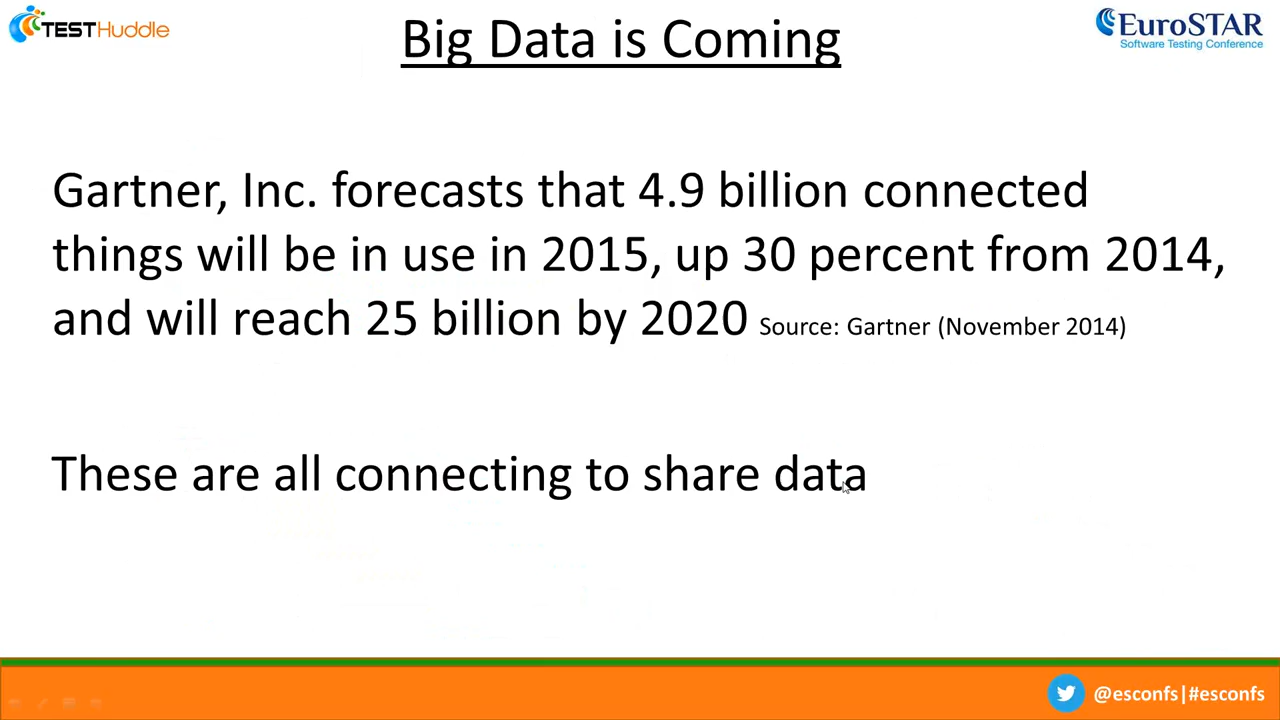 TESTHuddle
Big Data is Coming
EuroSTAR
Software Testing Conference
Gartner, Inc. forecasts that 4.9 billion connected
things will be in use in 2015, up 30 percent from 2014,
and will reach 25 billion by 2020 Source: Gartner (November 2014)
These are all connecting to share data
@esconfs|#esconfs